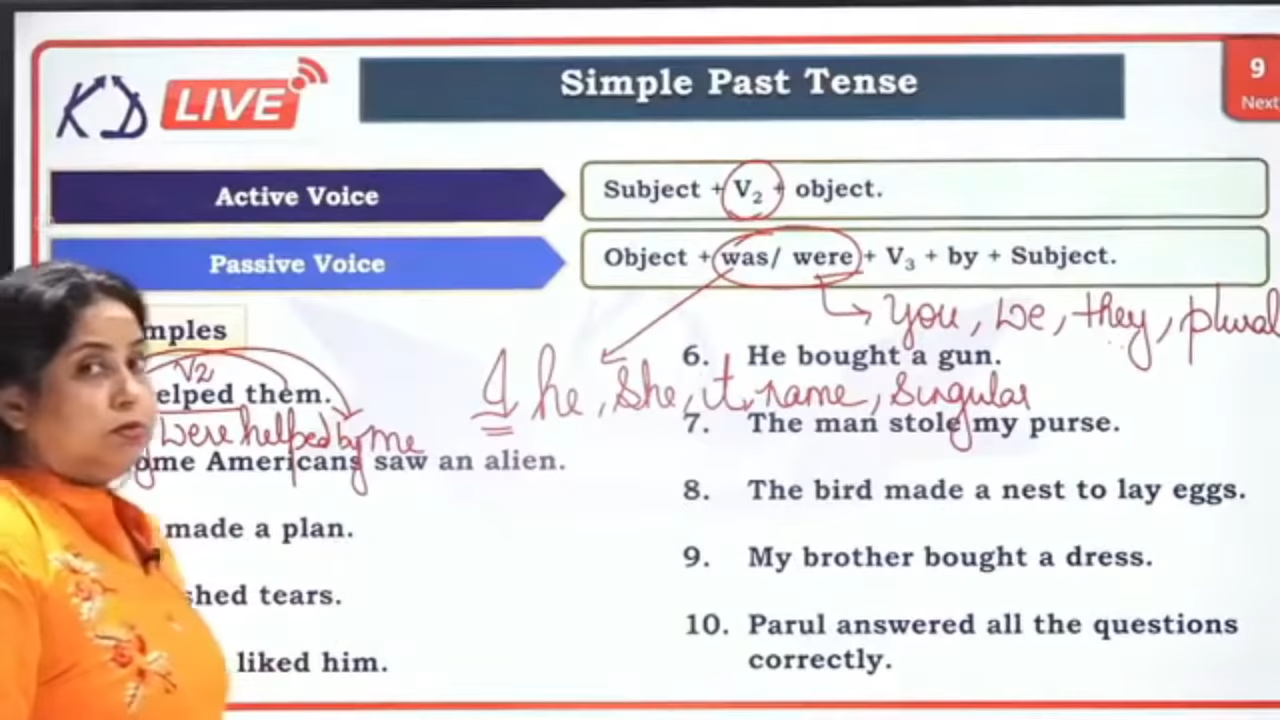 KD LIVE
Simple Past Tense
9
Next
Active Voice
Subject + V₂ + object.
Passive Voice
Object + was/ were + V₃ + by + Subject.
You, we, they, plural
I he, she, it, name, Singular
mples
V2
elped them.
were helped by me
ome Americans saw an alien.
made a plan.
shed tears.
liked him.
6. He bought a gun.
7. The man stole my purse.
8. The bird made a nest to lay eggs.
9. My brother bought a dress.
10. Parul answered all the questions
correctly.